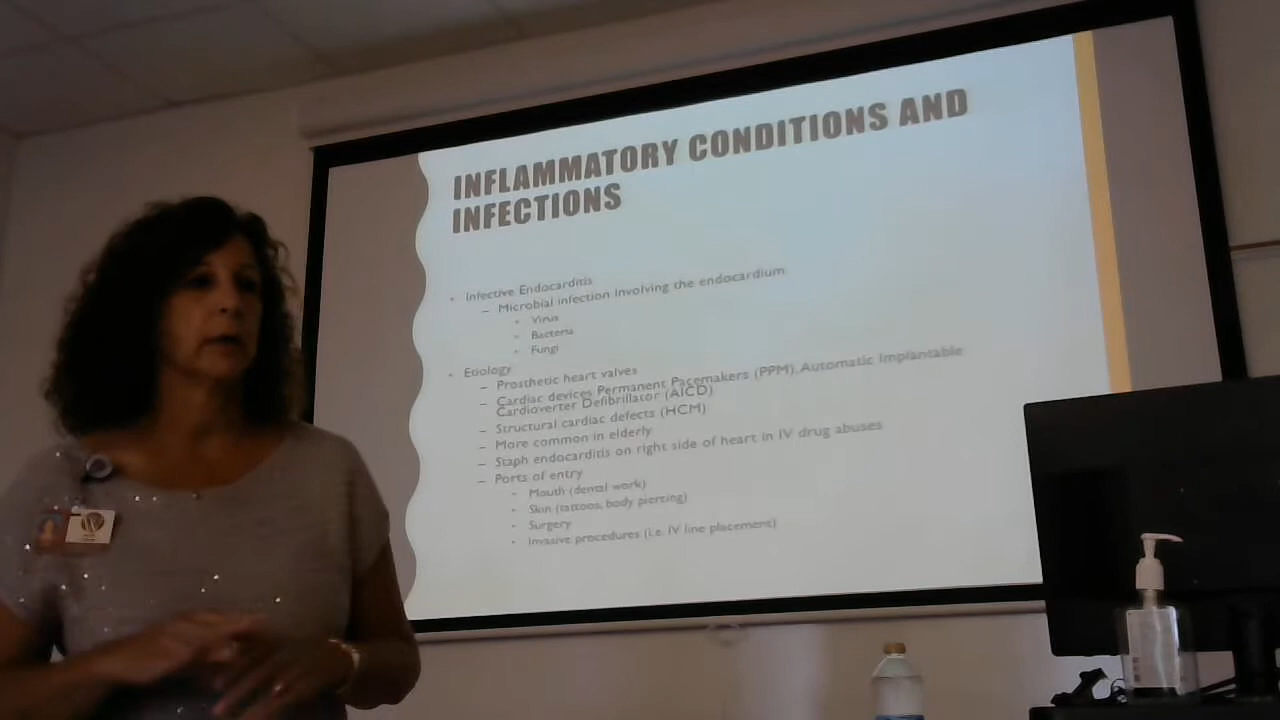 INFLAMMATORY CONDITIONS AND
INFECTIONS
• Infective Endocarditis
– Microbial infection involving the endocardium
• Virus
• Bacteria
• Fungi
• Etiology
– Prosthetic heart valves
– Cardiac devices Permanent Pacemakers (PPM), Automatic Implantable
Cardioverter Defibrillator (AICD)
– Structural cardiac defects (HCM)
– More common in elderly
– Staph endocarditis on right side of heart in IV drug abuses
– Ports of entry
• Mouth (dental work)
• Skin (tattoos, body piercing)
• Surgery
• Invasive procedures (i.e. IV line placement)